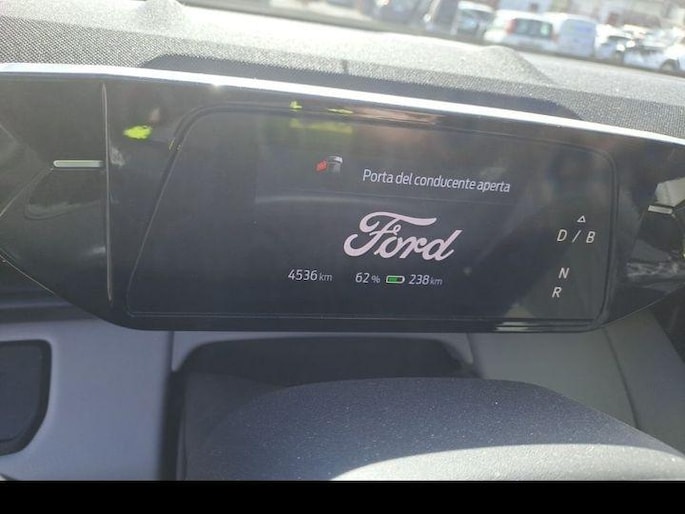 Porta del conducente aperta
Ford
D / B
4536 km 62 % 238 km
N
R